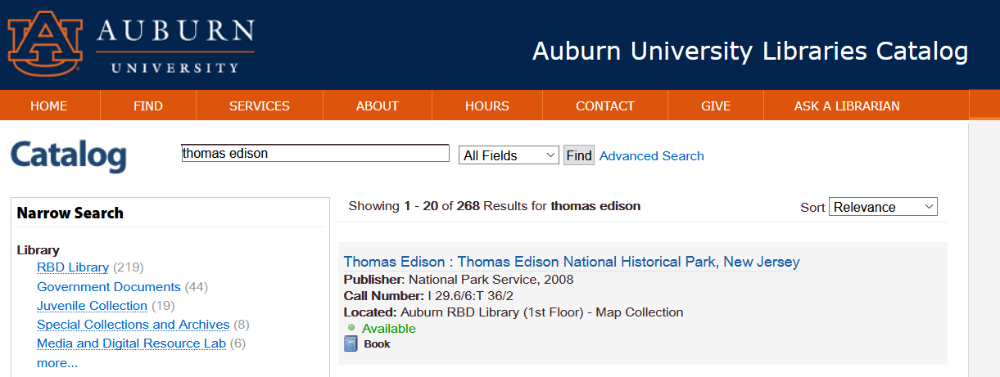 AUBURN
UNIVERSITY
Auburn University Libraries Catalog
HOME FIND SERVICES ABOUT HOURS CONTACT GIVE ASK A LIBRARIAN
Catalog
thomas edison
All Fields
Find
Advanced Search
Narrow Search
Library
RBD Library (219)
Government Documents (44)
Juvenile Collection (19)
Special Collections and Archives (8)
Media and Digital Resource Lab (6)
more...
Showing 1 - 20 of 268 Results for thomas edison
Sort Relevance
Thomas Edison : Thomas Edison National Historical Park, New Jersey
Publisher: National Park Service, 2008
Call Number: I 29.6/6:T 36/2
Located: Auburn RBD Library (1st Floor) - Map Collection
Available
Book